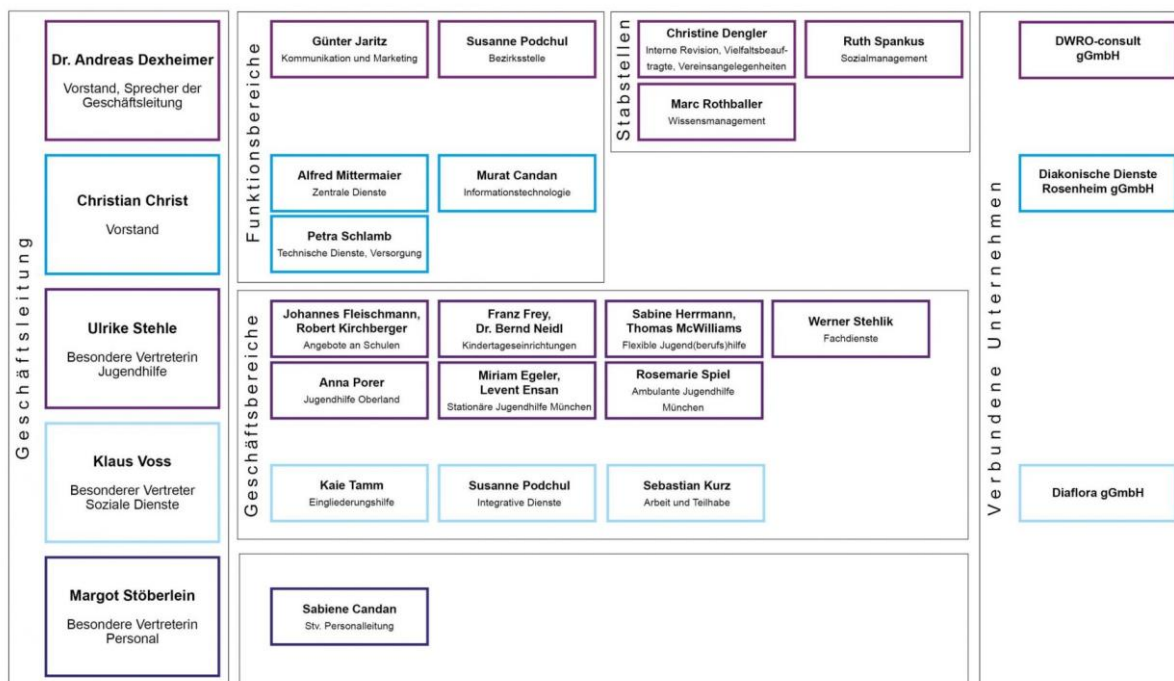 Geschäftsleitung
Dr. Andreas Dexheimer
Vorstand, Sprecher der
Geschäftsleitung
Christian Christ
Vorstand
Ulrike Stehle
Besondere Vertreterin
Jugendhilfe
Klaus Voss
Besonderer Vertreter
Soziale Dienste
Margot Stöberlein
Besondere Vertreterin
Personal
Funktionsbereiche
Günter Jaritz
Kommunikation und Marketing
Susanne Podchul
Bezirksstelle
Alfred Mittermaier
Zentrale Dienste
Murat Candan
Informationstechnologie
Petra Schlamb
Technische Dienste, Versorgung
Stabstellen
Christine Dengler
Interne Revision, Vielfaltsbeauf-
tragte, Vereinsangelegenheiten
Ruth Spankus
Sozialmanagement
Marc Rothballer
Wissensmanagement
Geschäftsbereiche
Johannes Fleischmann,
Robert Kirchberger
Angebote an Schulen
Franz Frey,
Dr. Bernd Neidl
Kindertageseinrichtungen
Sabine Herrmann,
Thomas McWilliams
Flexible Jugend(berufs)hilfe
Werner Stehlik
Fachdienste
Anna Porer
Jugendhilfe Oberland
Miriam Egeler,
Levent Ensan
Stationäre Jugendhilfe München
Rosemarie Spiel
Ambulante Jugendhilfe
München
Kaie Tamm
Eingliederungshilfe
Susanne Podchul
Integrative Dienste
Sebastian Kurz
Arbeit und Teilhabe
Sabiene Candan
Stv. Personalleitung
Verbundene Unternehmen
DWRO-consult
gGmbH
Diakonische Dienste
Rosenheim gGmbH
Diaflora gGmbH